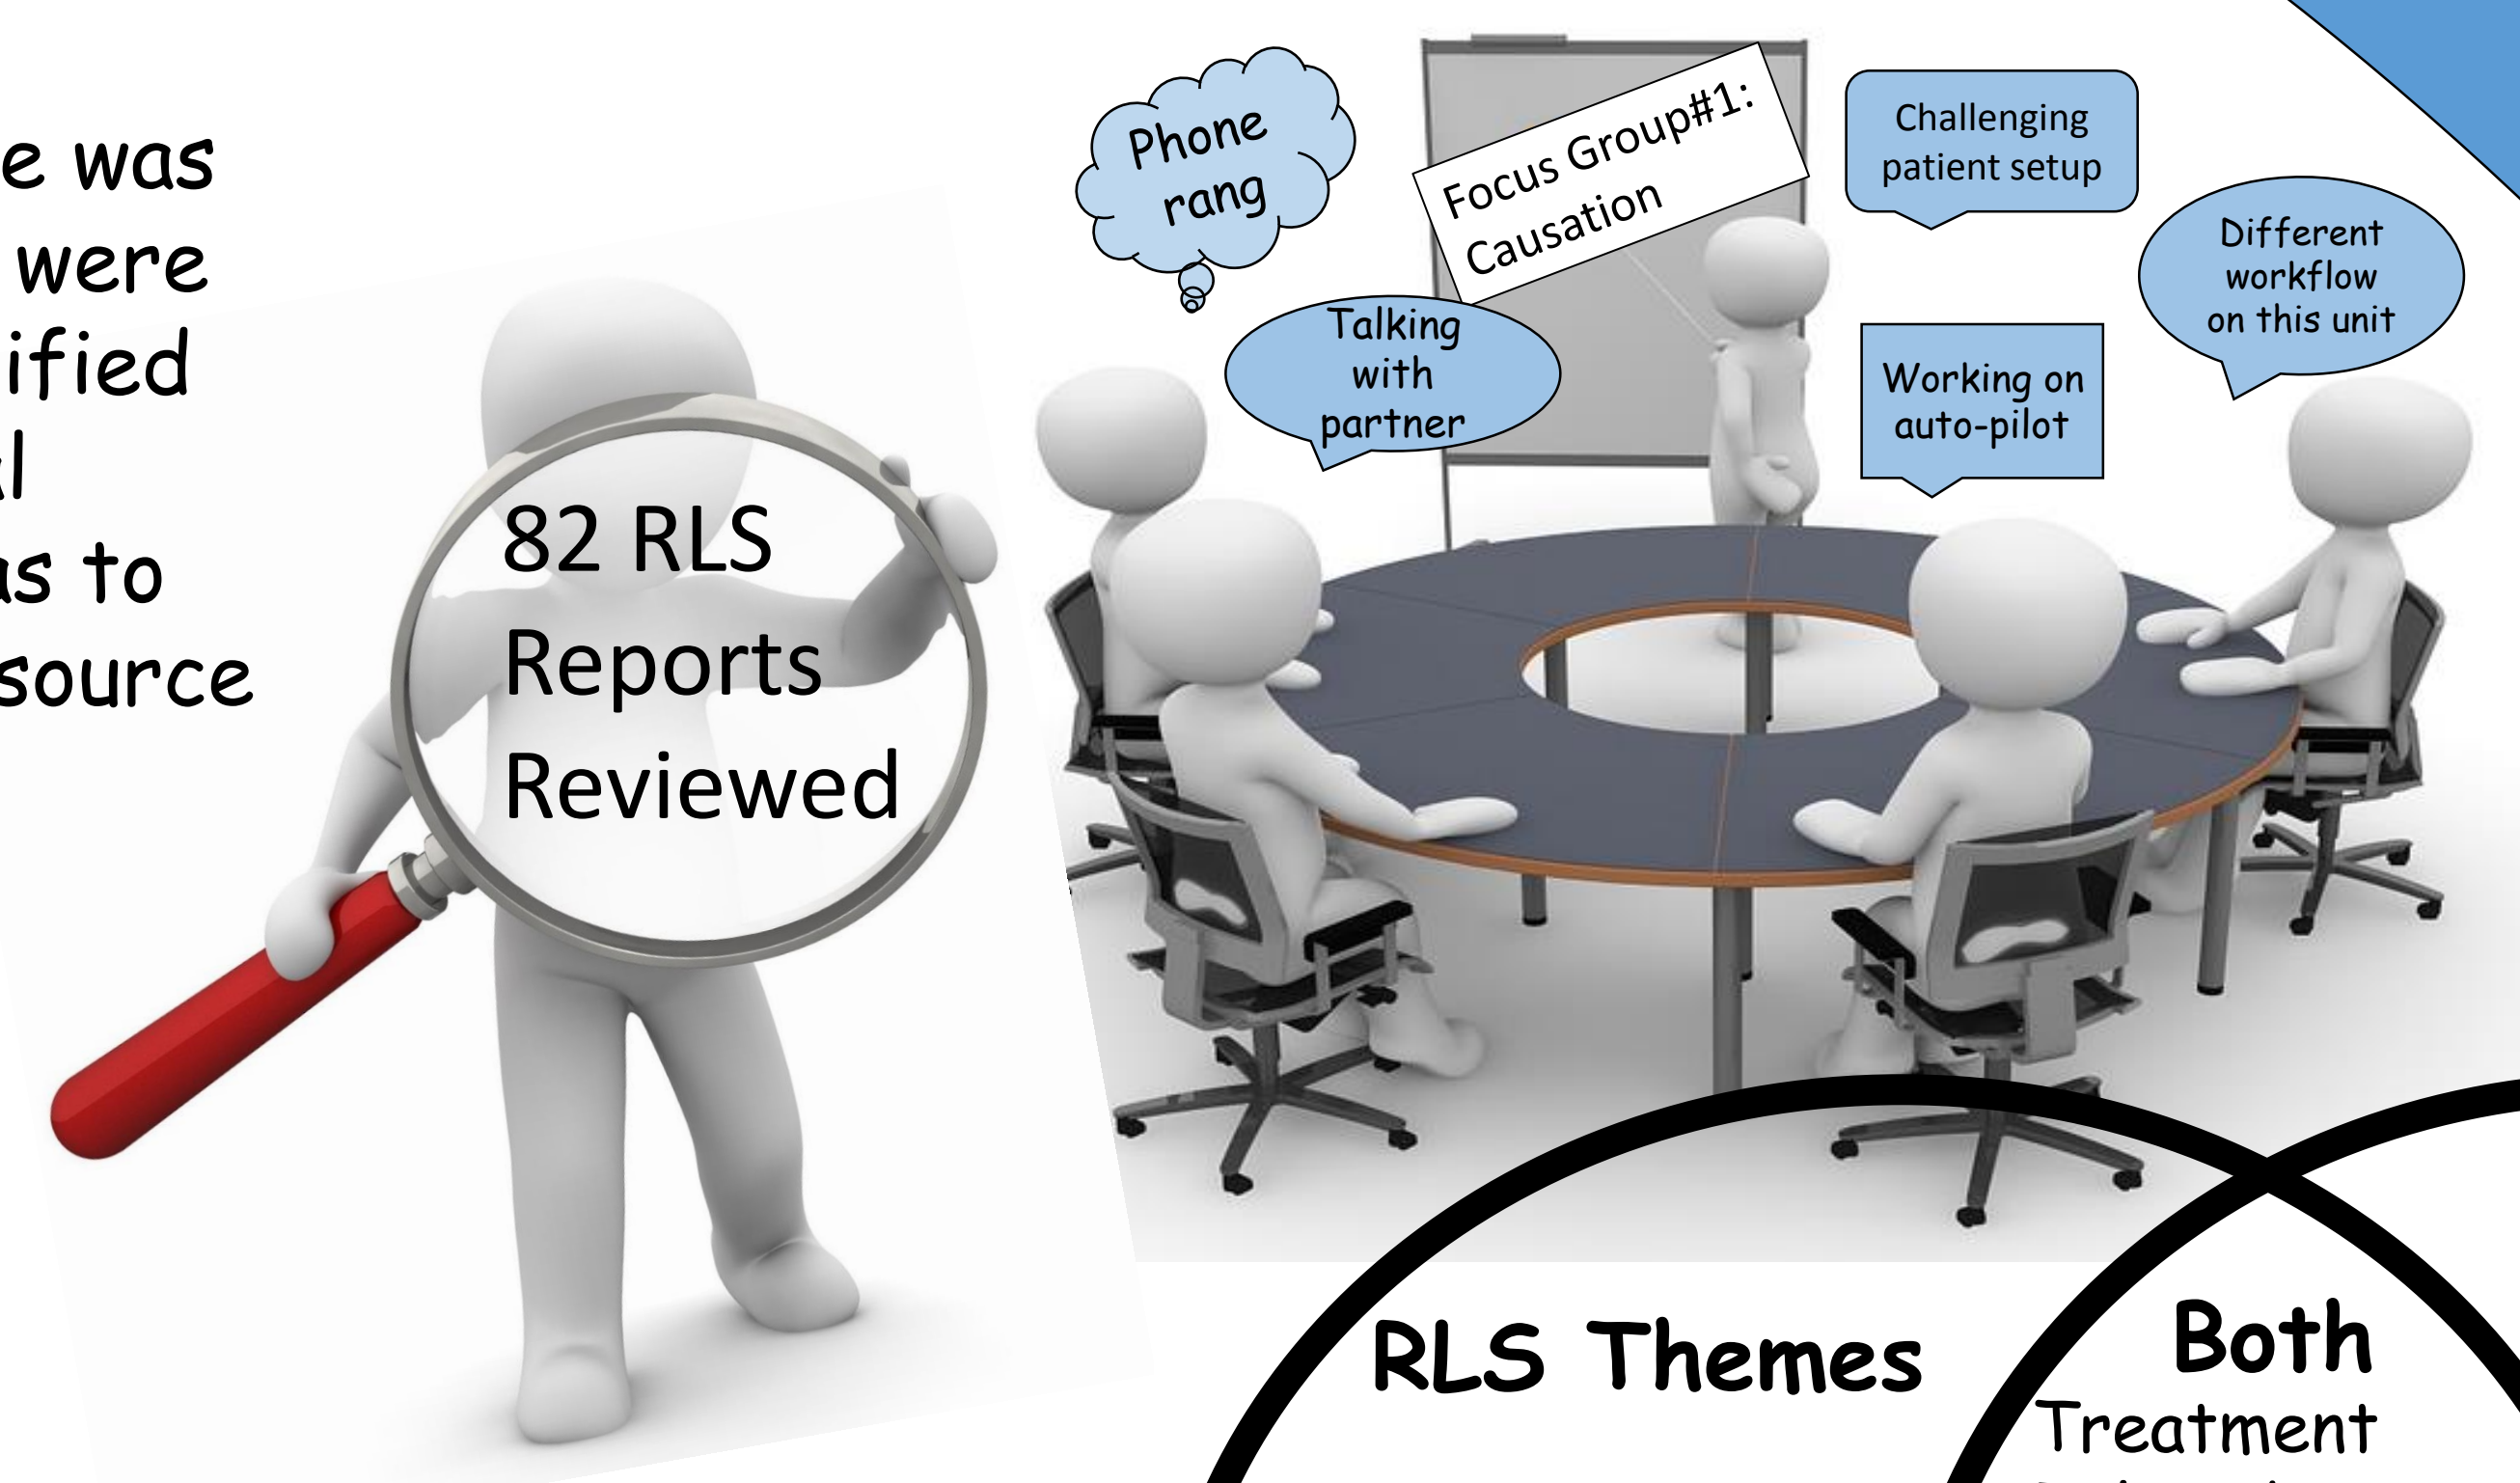 e was
were
ified
l
as to
source
82 RLS
Reports
Reviewed
Phone
rang
Focus Group#1:
Causation
Challenging
patient setup
Different
workflow
on this unit
Talking
with
partner
Working on
auto-pilot
RLS Themes
Both
Treatment